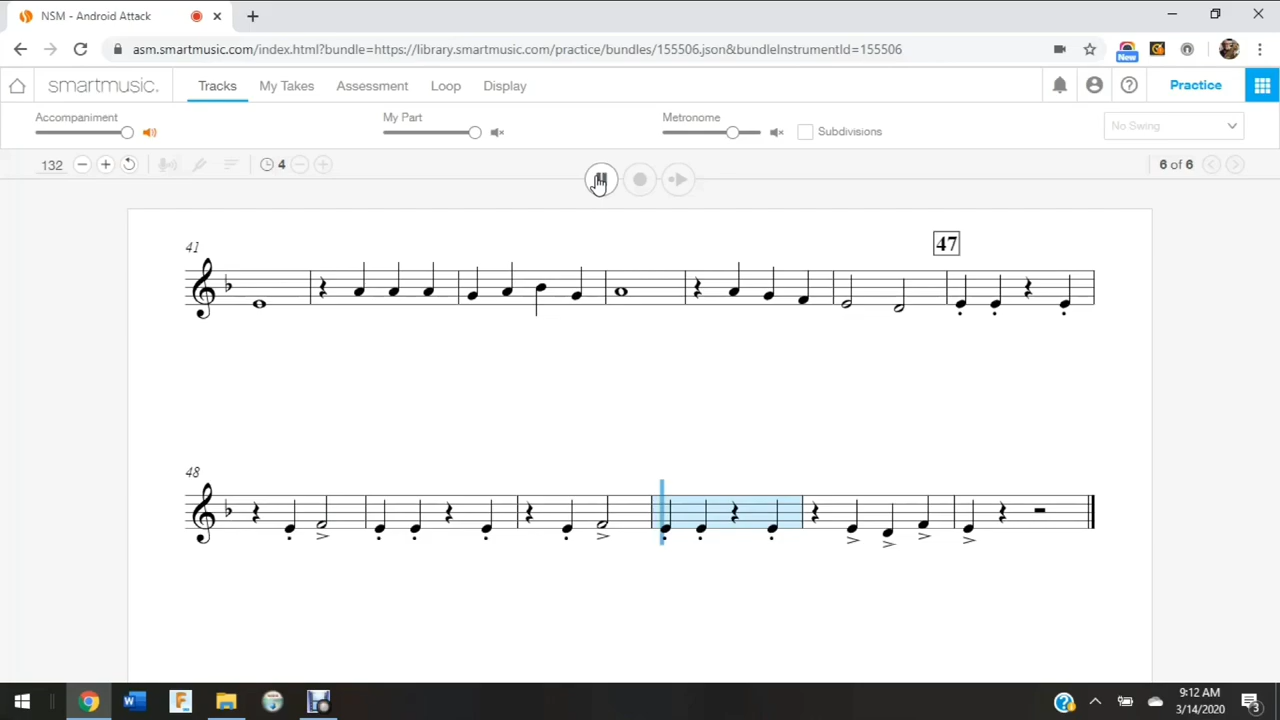 NSM - Android Attack
asm.smartmusic.com/index.html?bundle=https://library.smartmusic.com/practice/bundles/155506.json&bundleInstrumentId=155506
New
smartmusic. Tracks My Takes Assessment Loop Display Practice
Accompaniment My Part Metronome Subdivisions No Swing
132 4 6 of 6
41 47
48
9:12 AM
3/14/2020
3